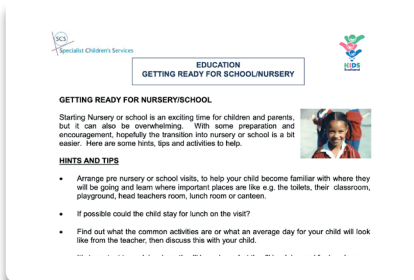 SCS
Specialist Children's Services
KIDS
Scotland
EDUCATION
GETTING READY FOR SCHOOL/NURSERY
GETTING READY FOR NURSERY/SCHOOL
Starting Nursery or school is an exciting time for children and parents,
but it can also be overwhelming. With some preparation and
encouragement, hopefully the transition into nursery or school is a bit
easier. Here are some hints, tips and activities to help.
HINTS AND TIPS
• Arrange pre nursery or school visits, to help your child become familiar with where
they will be going and learn where important places are like e.g. the toilets, their classroom,
playground, head teachers room, lunch room or canteen.
• If possible could the child stay for lunch on the visit?
• Find out what the common activities are or what an average day for your child will look
like from the teacher, then discuss this with your child.